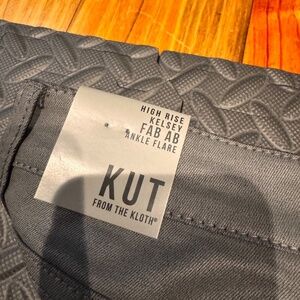 HIGH RISE
KELSEY
FAB AB
ANKLE FLARE
KUT
FROM THE KLOTH®